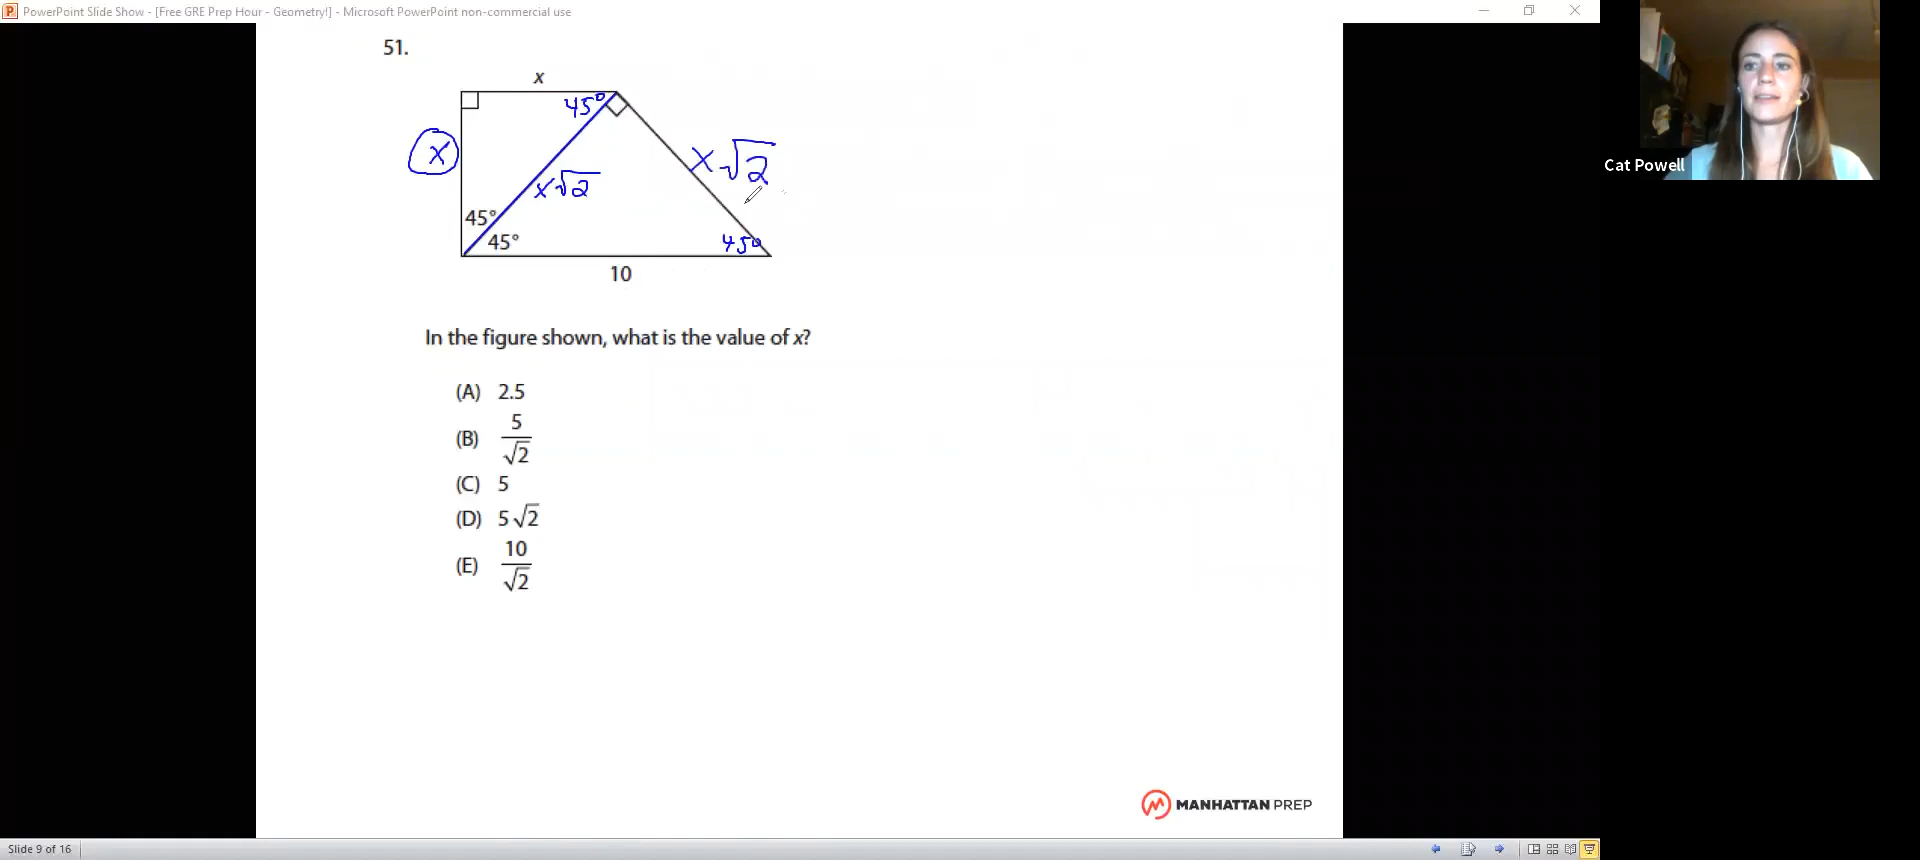 PowerPoint Slide Show - [Free GRE Prep Hour - Geometry!] - Microsoft PowerPoint non-commercial use
51.
x
45°
x
x√2
x√2
45°
45°
45°
10
Cat Powell
In the figure shown, what is the value of x?
(A) 2.5
(B) 5/√2
(C) 5
(D) 5√2
(E) 10/√2
MANHATTAN PREP
Slide 9 of 16